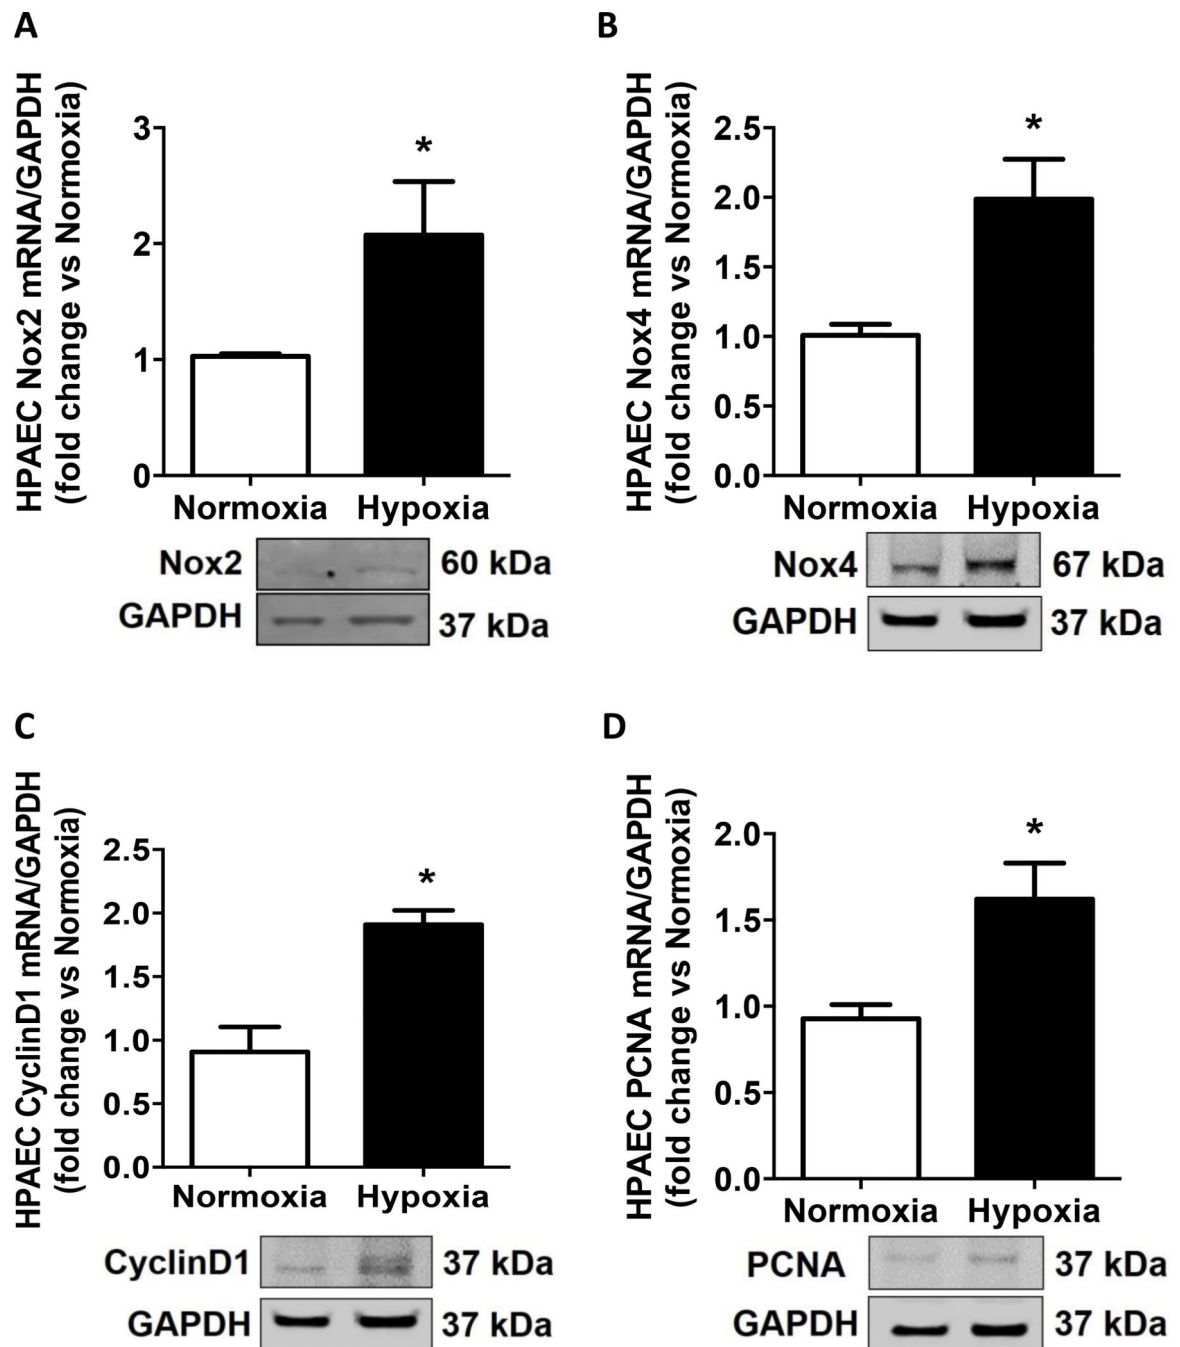 A
HPAEC Nox2 mRNA/GAPDH
(fold change vs Normoxia)
3
2
1
0
*
Normoxia Hypoxia
Nox2 60 kDa
GAPDH 37 kDa
B
HPAEC Nox4 mRNA/GAPDH
(fold change vs Normoxia)
2.5
2.0
1.5
1.0
0.5
0.0
*
Normoxia Hypoxia
Nox4 67 kDa
GAPDH 37 kDa
C
HPAEC CyclinD1 mRNA/GAPDH
(fold change vs Normoxia)
2.5
2.0
1.5
1.0
0.5
0.0
*
Normoxia Hypoxia
CyclinD1 37 kDa
GAPDH 37 kDa
D
HPAEC PCNA mRNA/GAPDH
(fold change vs Normoxia)
2.0
1.5
1.0
0.5
0.0
*
Normoxia Hypoxia
PCNA 37 kDa
GAPDH 37 kDa